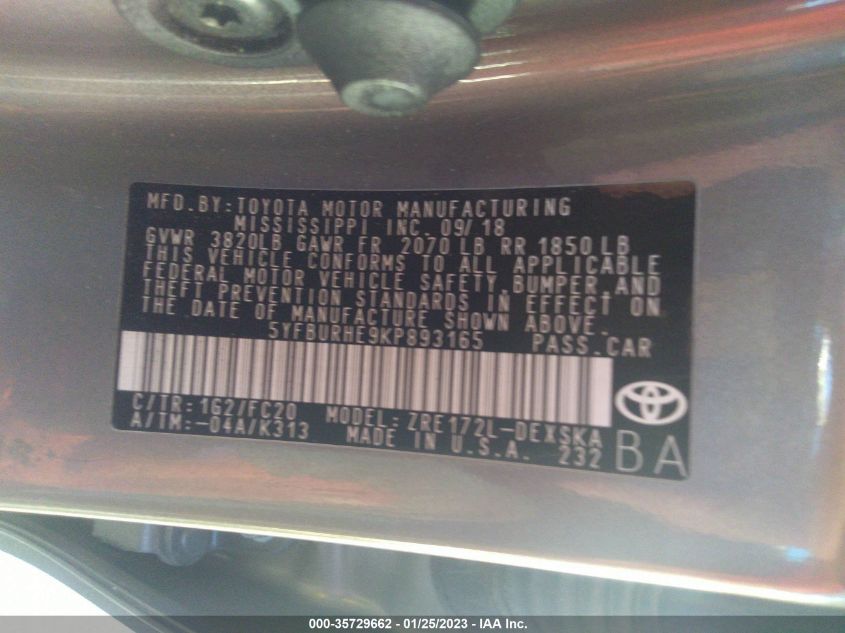 MFD. BY: TOYOTA MOTOR MANUFACTURING
MISSISSIPPI INC. 09/18
GVWR 3820LB GAWR FR 2070 LB RR 1850 LB
THIS VEHICLE CONFORMS TO ALL APPLICABLE
FEDERAL MOTOR VEHICLE SAFETY, BUMPER, AND
THEFT PREVENTION STANDARDS IN EFFECT ON
THE DATE OF MANUFACTURE SHOWN ABOVE.
5YFBURHE9KP893165 PASS. CAR
C/TR: 1G2/FC20 MODEL: ZRE172L-DEXSKA
A/TM: -04A/K313 MADE IN U.S.A. 232 BA
000-35729662 - 01/25/2023 - IAA Inc.